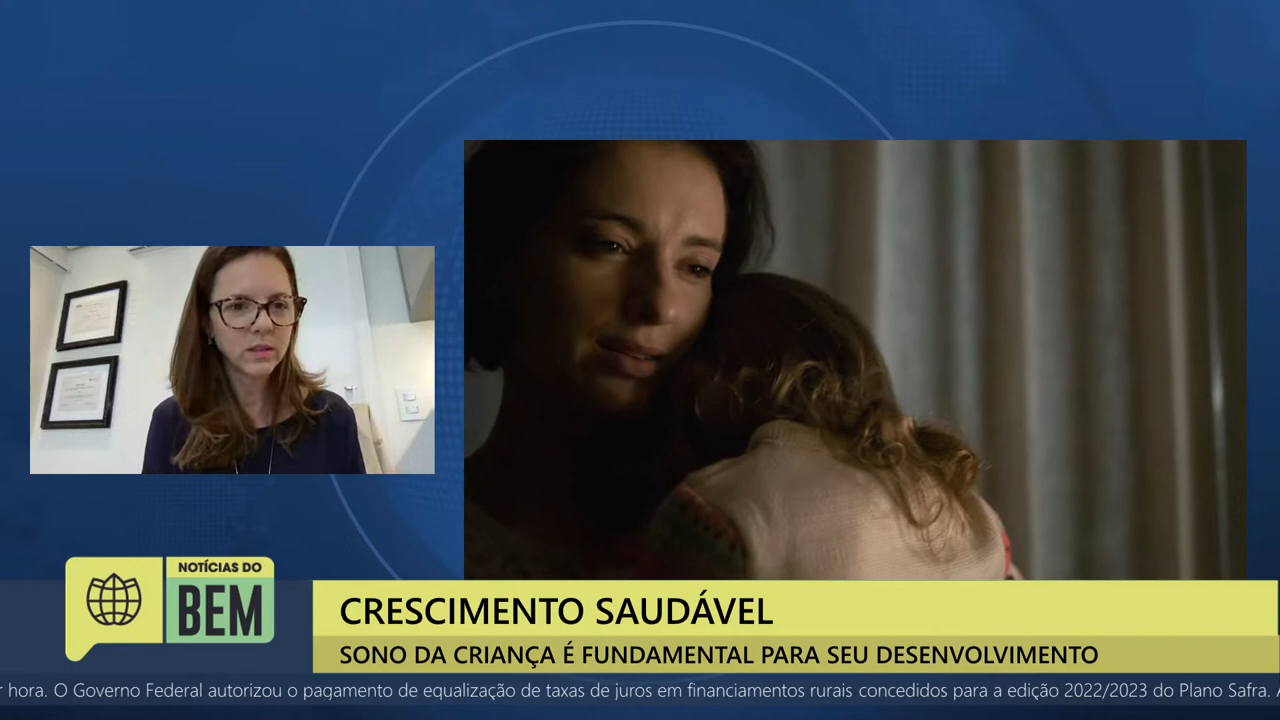 NOTÍCIAS DO
BEM
CRESCIMENTO SAUDÁVEL
SONO DA CRIANÇA É FUNDAMENTAL PARA SEU DESENVOLVIMENTO
hora. O Governo Federal autorizou o pagamento de equalização de taxas de juros em financiamentos rurais concedidos para a edição 2022/2023 do Plano Safra.